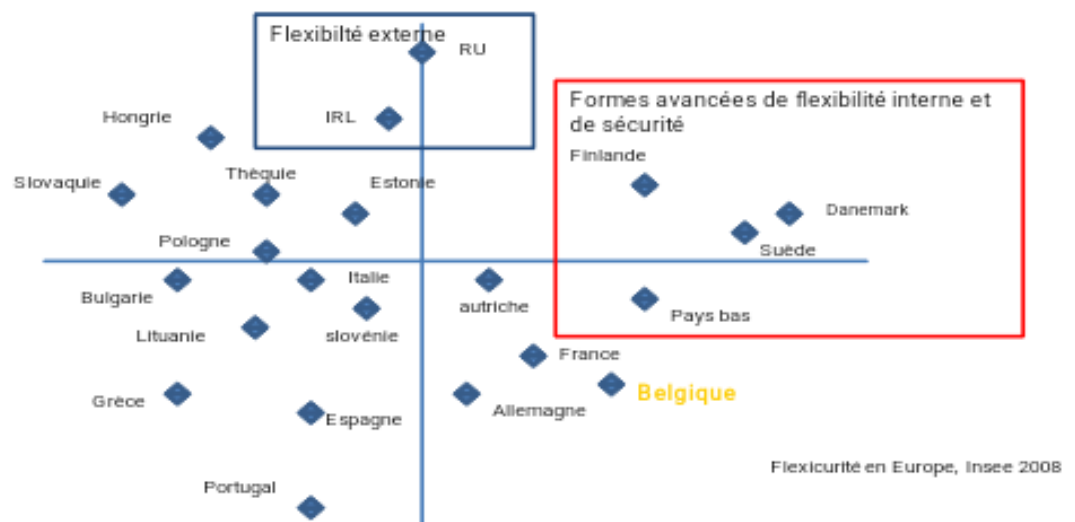 Flexibilté externe
RU
IRL
Formes avancées de flexibilité interne et
de sécurité
Hongrie
Finlande
Slovaquie
Thèquie
Estonie
Danemark
Pologne
Suède
Bulgarie
Italie
autriche
Pays bas
Lituanie
slovénie
France
Grèce
Espagne
Allemagne
Belgique
Flexicurité en Europe, Insee 2008
Portugal